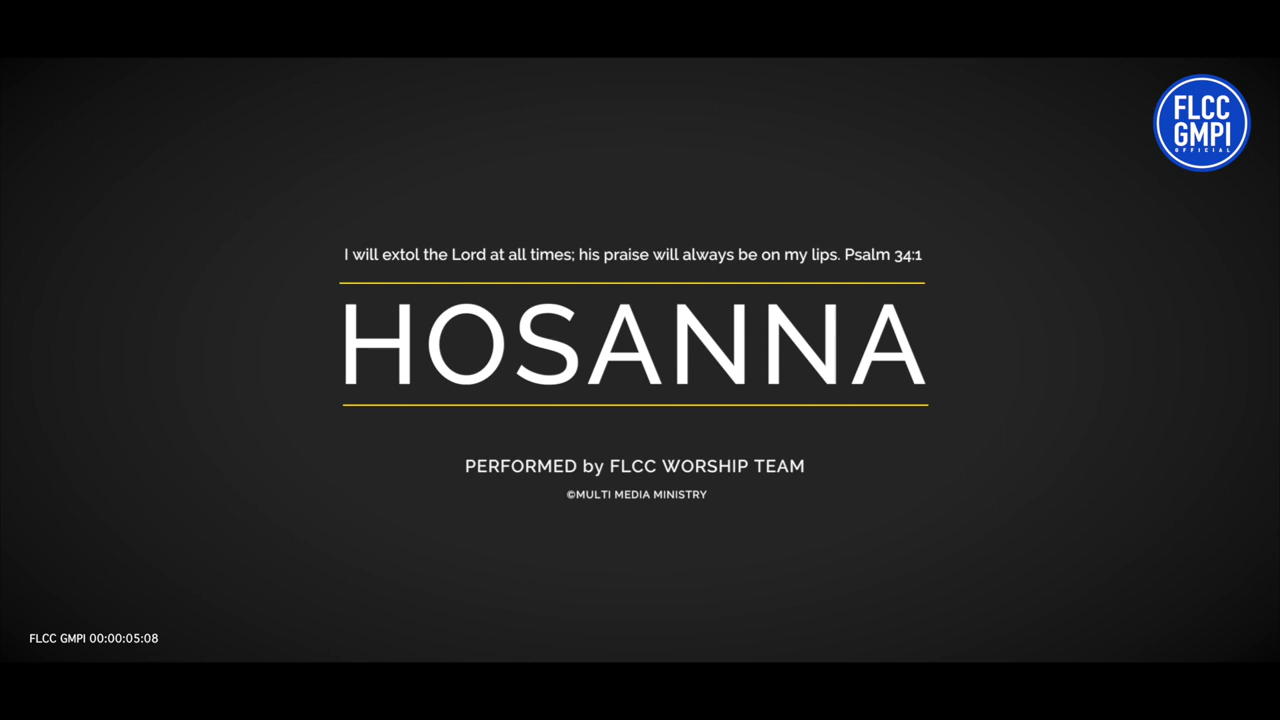 FLCC
GMPI
OFFICIAL
I will extol the Lord at all times; his praise will always be on my lips. Psalm 34:1
HOSANNA
PERFORMED by FLCC WORSHIP TEAM
©MULTI MEDIA MINISTRY
FLCC GMPI 00:00:05:08